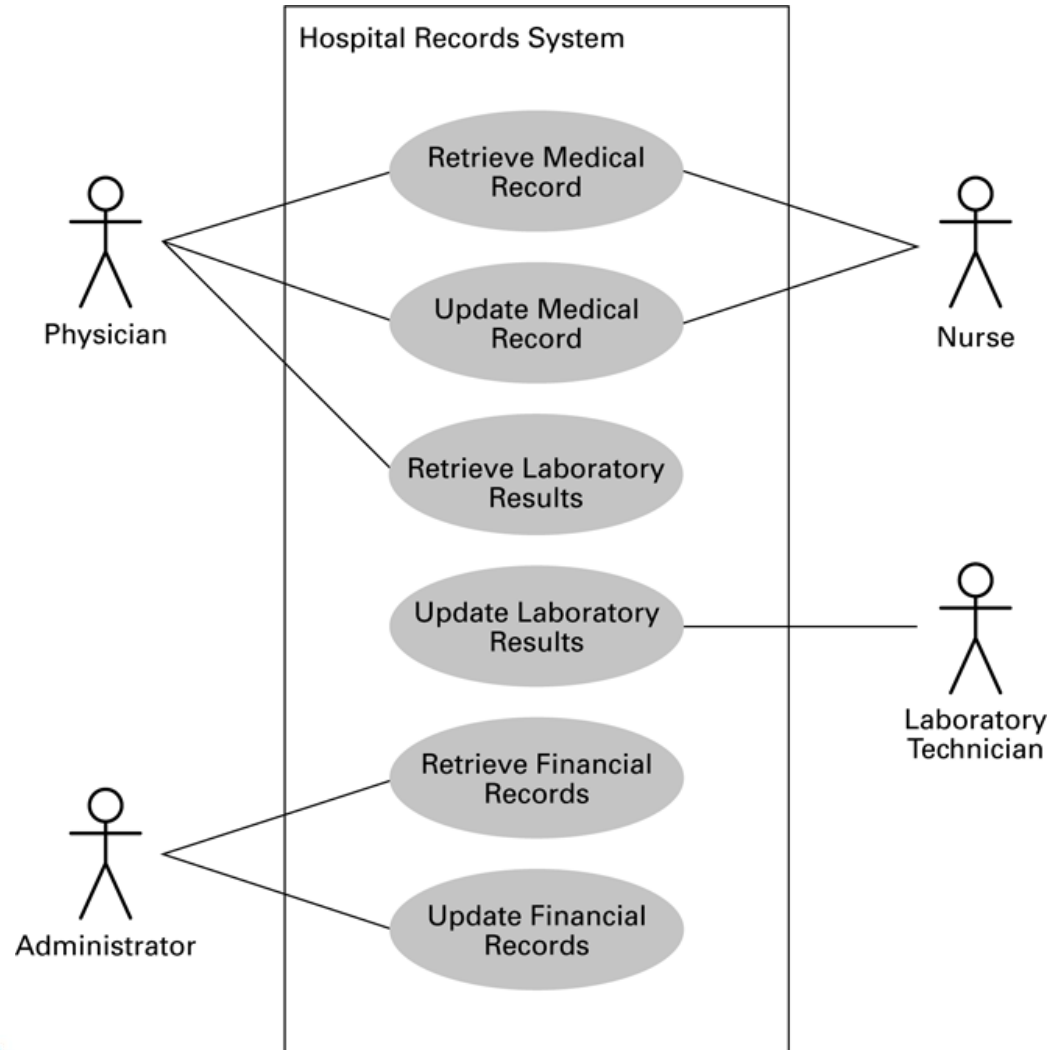 Hospital Records System
Retrieve Medical
Record
Physician
Update Medical
Record
Nurse
Retrieve Laboratory
Results
Update Laboratory
Results
Laboratory
Technician
Retrieve Financial
Records
Administrator
Update Financial
Records